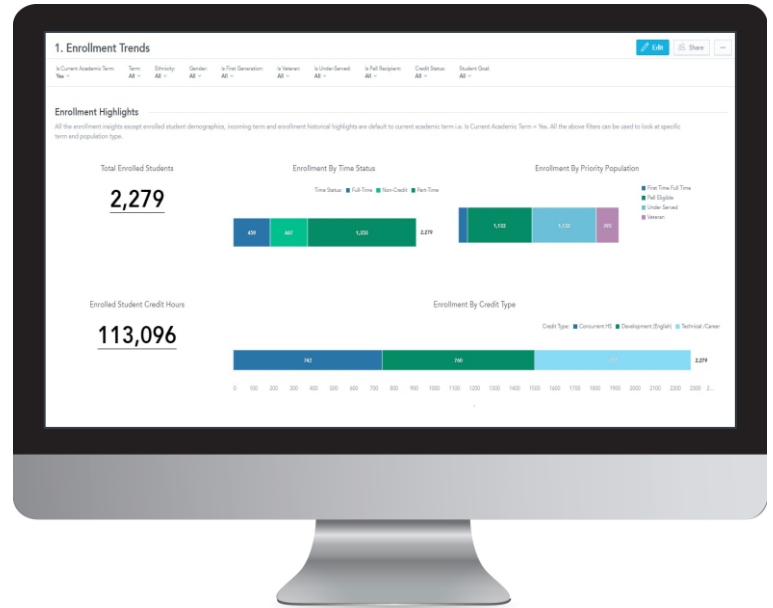 1. Enrollment Trends
Edit
Share
Is Current Academic Term: Term: Ethnicity: Gender: Is First Generation: Is Veteran: Is Under-Served: Is Pell Recipient: Credit Status: Student Goal:
Yes All All All All All All All All All
Enrollment Highlights
All the enrollment insights except enrolled student demographics, incoming term and enrollment historical highlights are default to current academic term i.e. Is Current Academic Term = Yes. All the above filters can be used to look at specific
term and population type.
Total Enrolled Students
2,279
Enrollment By Time Status
Time Status: Full-Time Non-Credit Part-Time
2,279
Enrollment By Priority Population
First Time Full Time
Pell Eligible
Under Served
Veteran
1,132 1,132
Enrolled Student Credit Hours
113,096
Enrollment By Credit Type
Credit Type: Concurrent HS Development (English) Technical /Career
742 760 2,279
0 100 200 300 400 500 600 700 800 900 1000 1100 1200 1300 1400 1500 1600 1700 1800 1900 2000 2100 2200 2300 2...